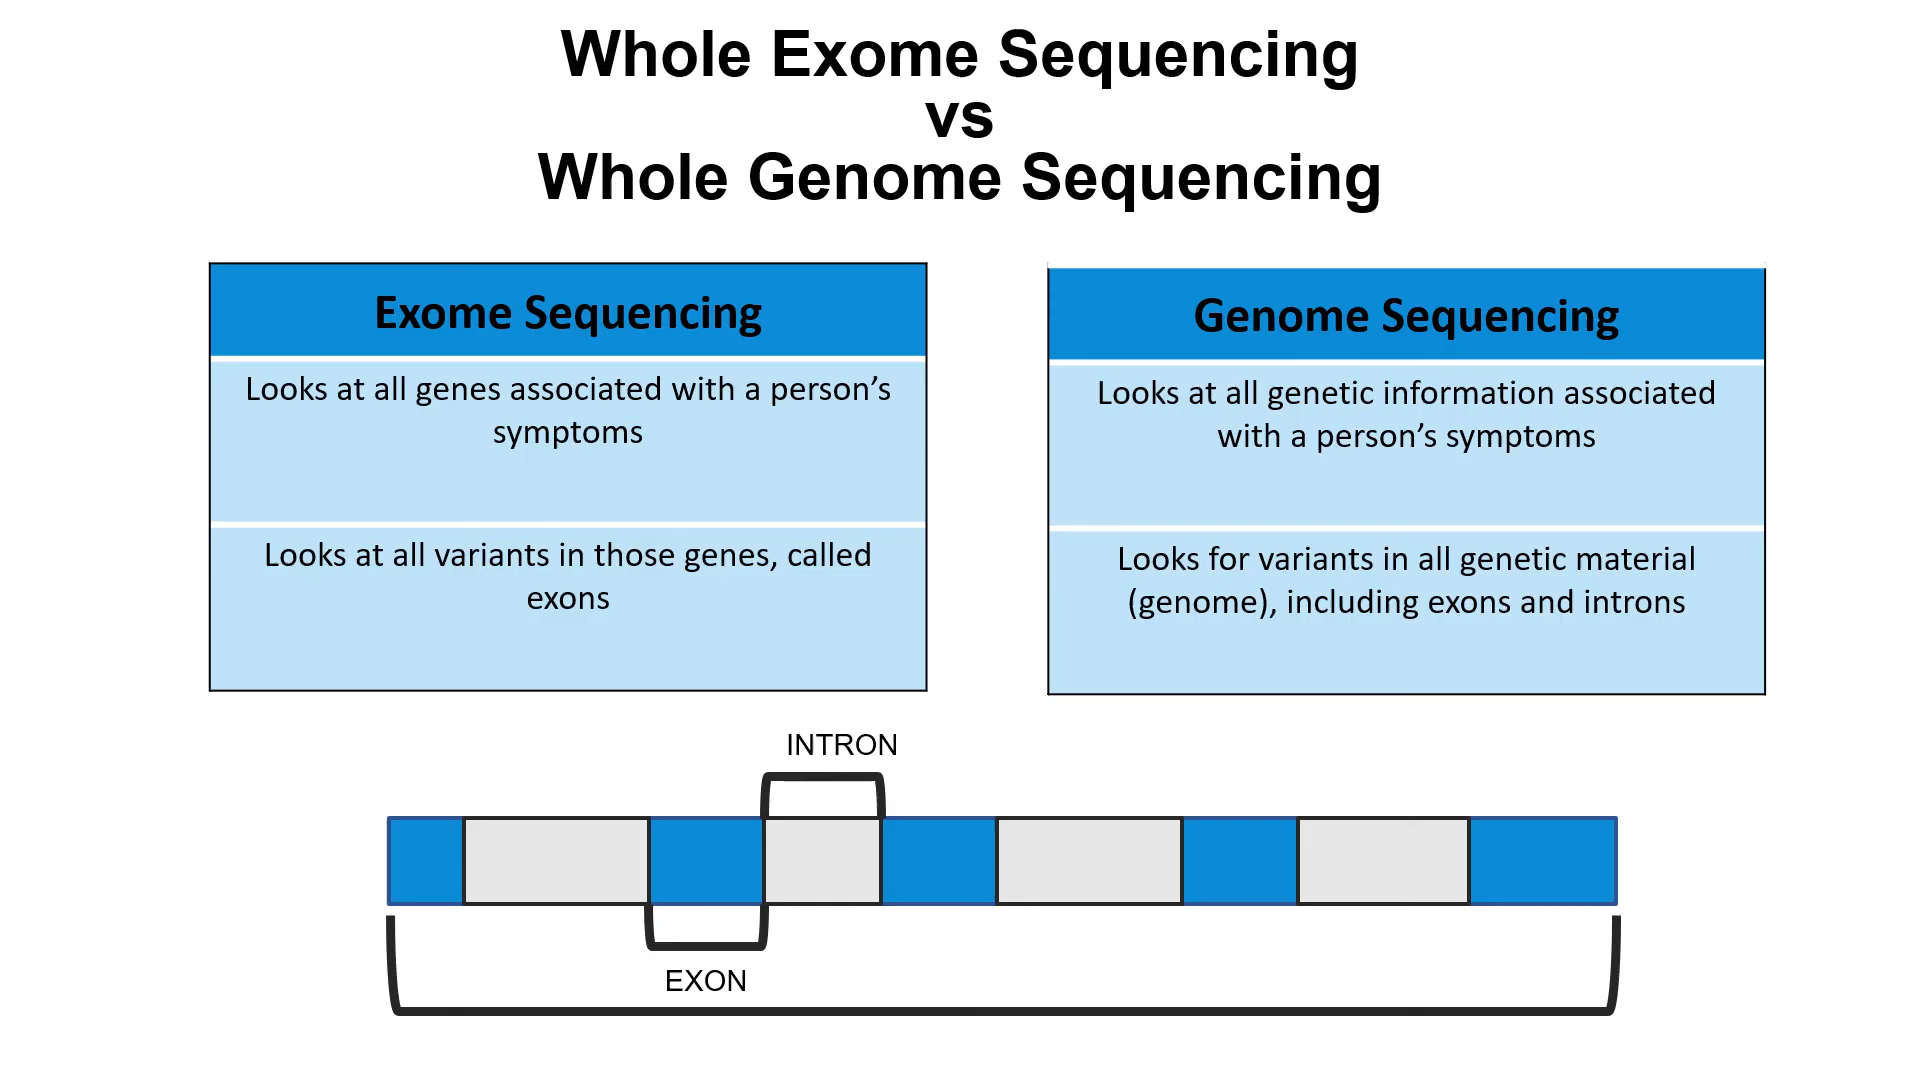 Whole Exome Sequencing
vs
Whole Genome Sequencing
Exome Sequencing
Looks at all genes associated with a person’s
symptoms
Looks at all variants in those genes, called
exons
Genome Sequencing
Looks at all genetic information associated
with a person’s symptoms
Looks for variants in all genetic material
(genome), including exons and introns
INTRON
EXON